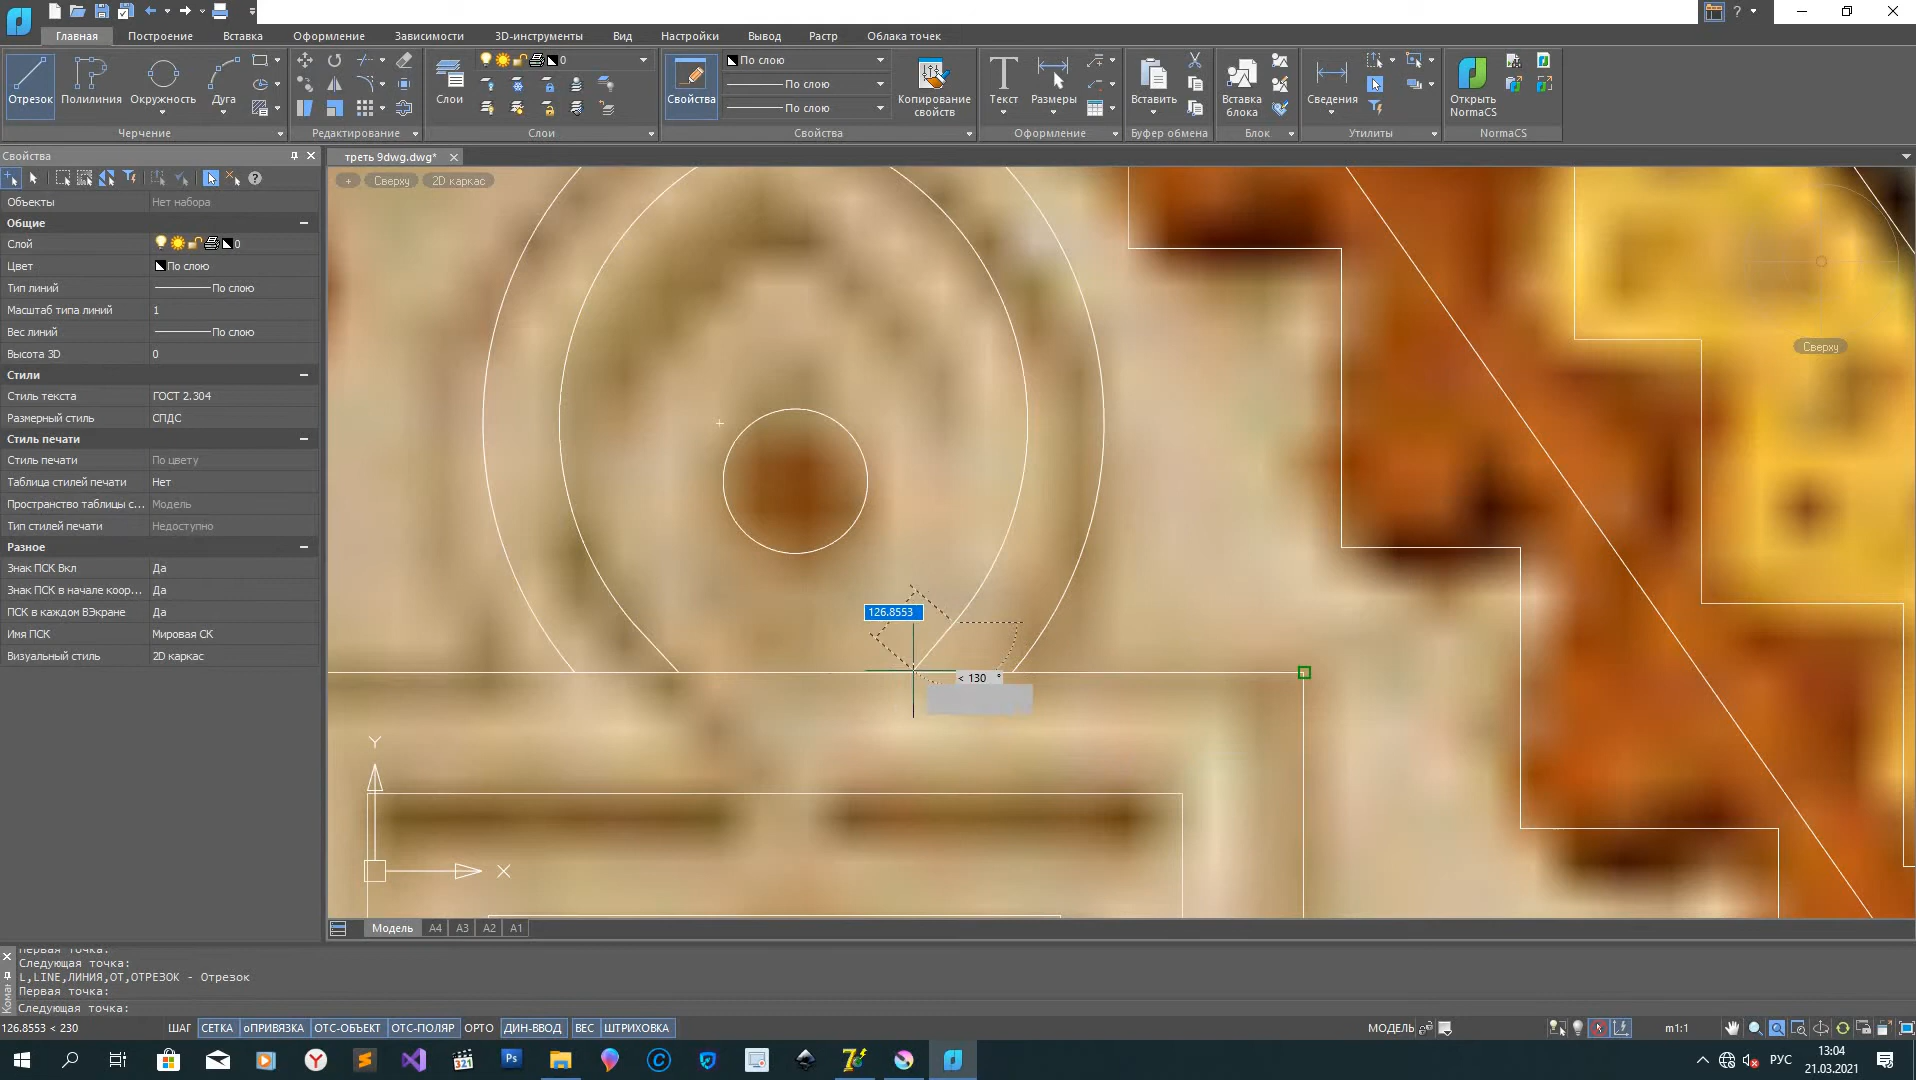 Главная Построение Вставка Оформление Зависимости 3D-инструменты Вид Настройки Вывод Растр Облака точек
?
Отрезок Полилиния Окружность Дуга
Слои
0
Свойства
По слою
По слою
По слою
Копирование свойств
Текст Размеры
Вставить
Вставка блока
Сведения
Открыть NormaCS
Черчение Редактирование Слои Свойства Оформление Буфер обмена Блок Утилиты NormaCS
Свойства
треть 9dwg.dwg*
+ Сверху 2D каркас
Объекты Нет набора
Общие
Слой 0
Цвет По слою
Тип линий По слою
Масштаб типа линий 1
Вес линий По слою
Высота 3D 0
Стили
Стиль текста ГОСТ 2.304
Размерный стиль СПДС
Стиль печати
Стиль печати По цвету
Таблица стилей печати Нет
Пространство таблицы с... Модель
Тип стилей печати Недоступно
Разное
Знак ПСК Вкл Да
Знак ПСК в начале коор... Да
ПСК в каждом ВЭкране Да
Имя ПСК Мировая СК
Визуальный стиль 2D каркас
Сверху
126.8553
< 130 °
Y
X
Модель A4 A3 A2 A1
Первая точка:
Следующая точка:
L,LINE,ЛИНИЯ,ОТ,ОТРЕЗОК - Отрезок
Первая точка:
Следующая точка:
126.8553 < 230 ШАГ СЕТКА оПРИВЯЗКА ОТС-ОБЪЕКТ ОТС-ПОЛЯР ОРТО ДИН-ВВОД ВЕС ШТРИХОВКА МОДЕЛЬ m1:1
321 Ps
РУС
13:04
21.03.2021